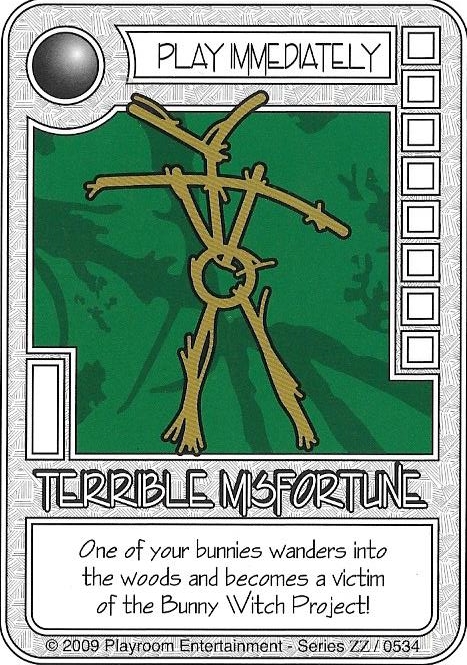 PLAY IMMEDIATELY
TERRIBLE MISFORTUNE
One of your bunnies wanders into
the woods and becomes a victim
of the Bunny Witch Project!
© 2009 Playroom Entertainment - Series ZZ / 0534